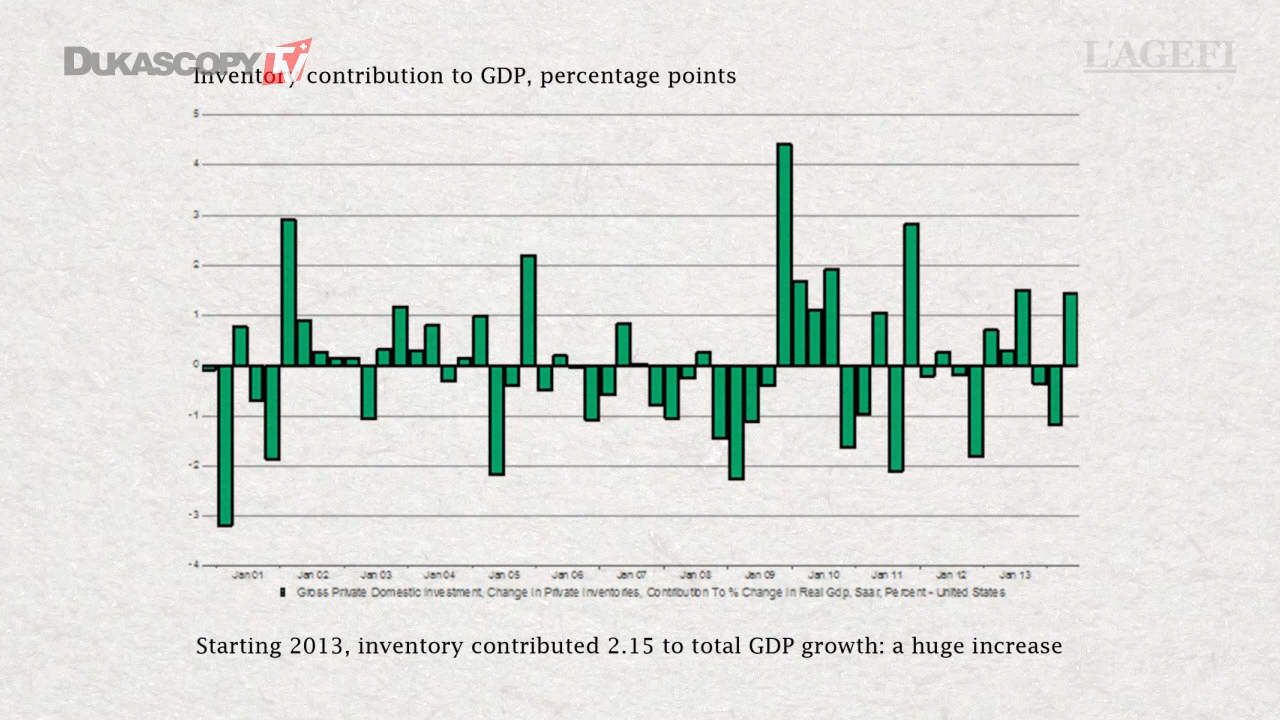 DUKASCOPY TV
L'AGEFI
Inventory contribution to GDP, percentage points
5
4
3
2
1
0
-1
-2
-3
-4
Jan 01 Jan 02 Jan 03 Jan 04 Jan 05 Jan 06 Jan 07 Jan 08 Jan 09 Jan 10 Jan 11 Jan 12 Jan 13
Gross Private Domestic Investment, Change in Private Inventories, Contribution To % Change In Real Gdp, Saar, Percent - United States
Starting 2013, inventory contributed 2.15 to total GDP growth: a huge increase